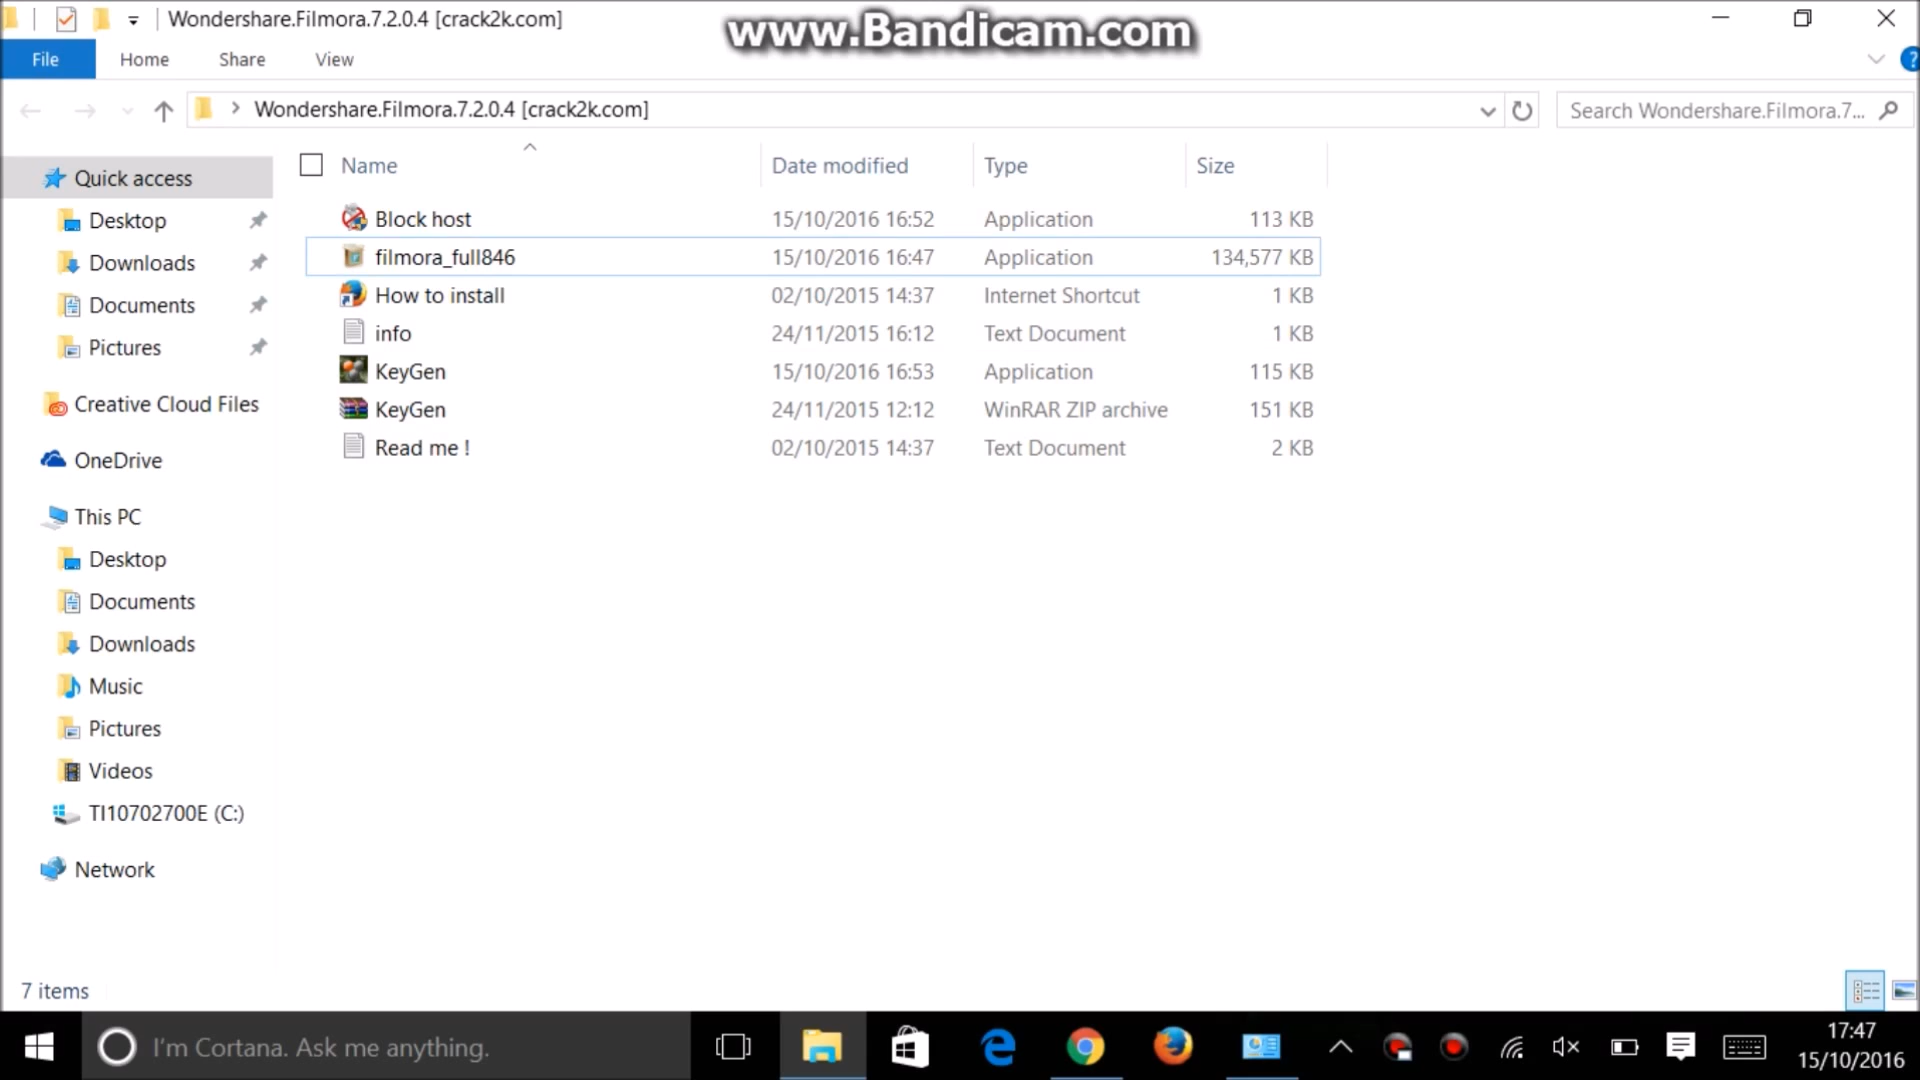 Wondershare.Filmora.7.2.0.4 [crack2k.com]
www.Bandicam.com
File Home Share View
?
Wondershare.Filmora.7.2.0.4 [crack2k.com]
Search Wondershare.Filmora.7...
Name Date modified Type Size
Quick access
Desktop
Downloads
Documents
Pictures
Creative Cloud Files
OneDrive
This PC
Desktop
Documents
Downloads
Music
Pictures
Videos
TI10702700E (C:)
Network
Block host 15/10/2016 16:52 Application 113 KB
filmora_full846 15/10/2016 16:47 Application 134,577 KB
How to install 02/10/2015 14:37 Internet Shortcut 1 KB
info 24/11/2015 16:12 Text Document 1 KB
KeyGen 15/10/2016 16:53 Application 115 KB
KeyGen 24/11/2015 12:12 WinRAR ZIP archive 151 KB
Read me ! 02/10/2015 14:37 Text Document 2 KB
7 items
I'm Cortana. Ask me anything.
17:47
15/10/2016